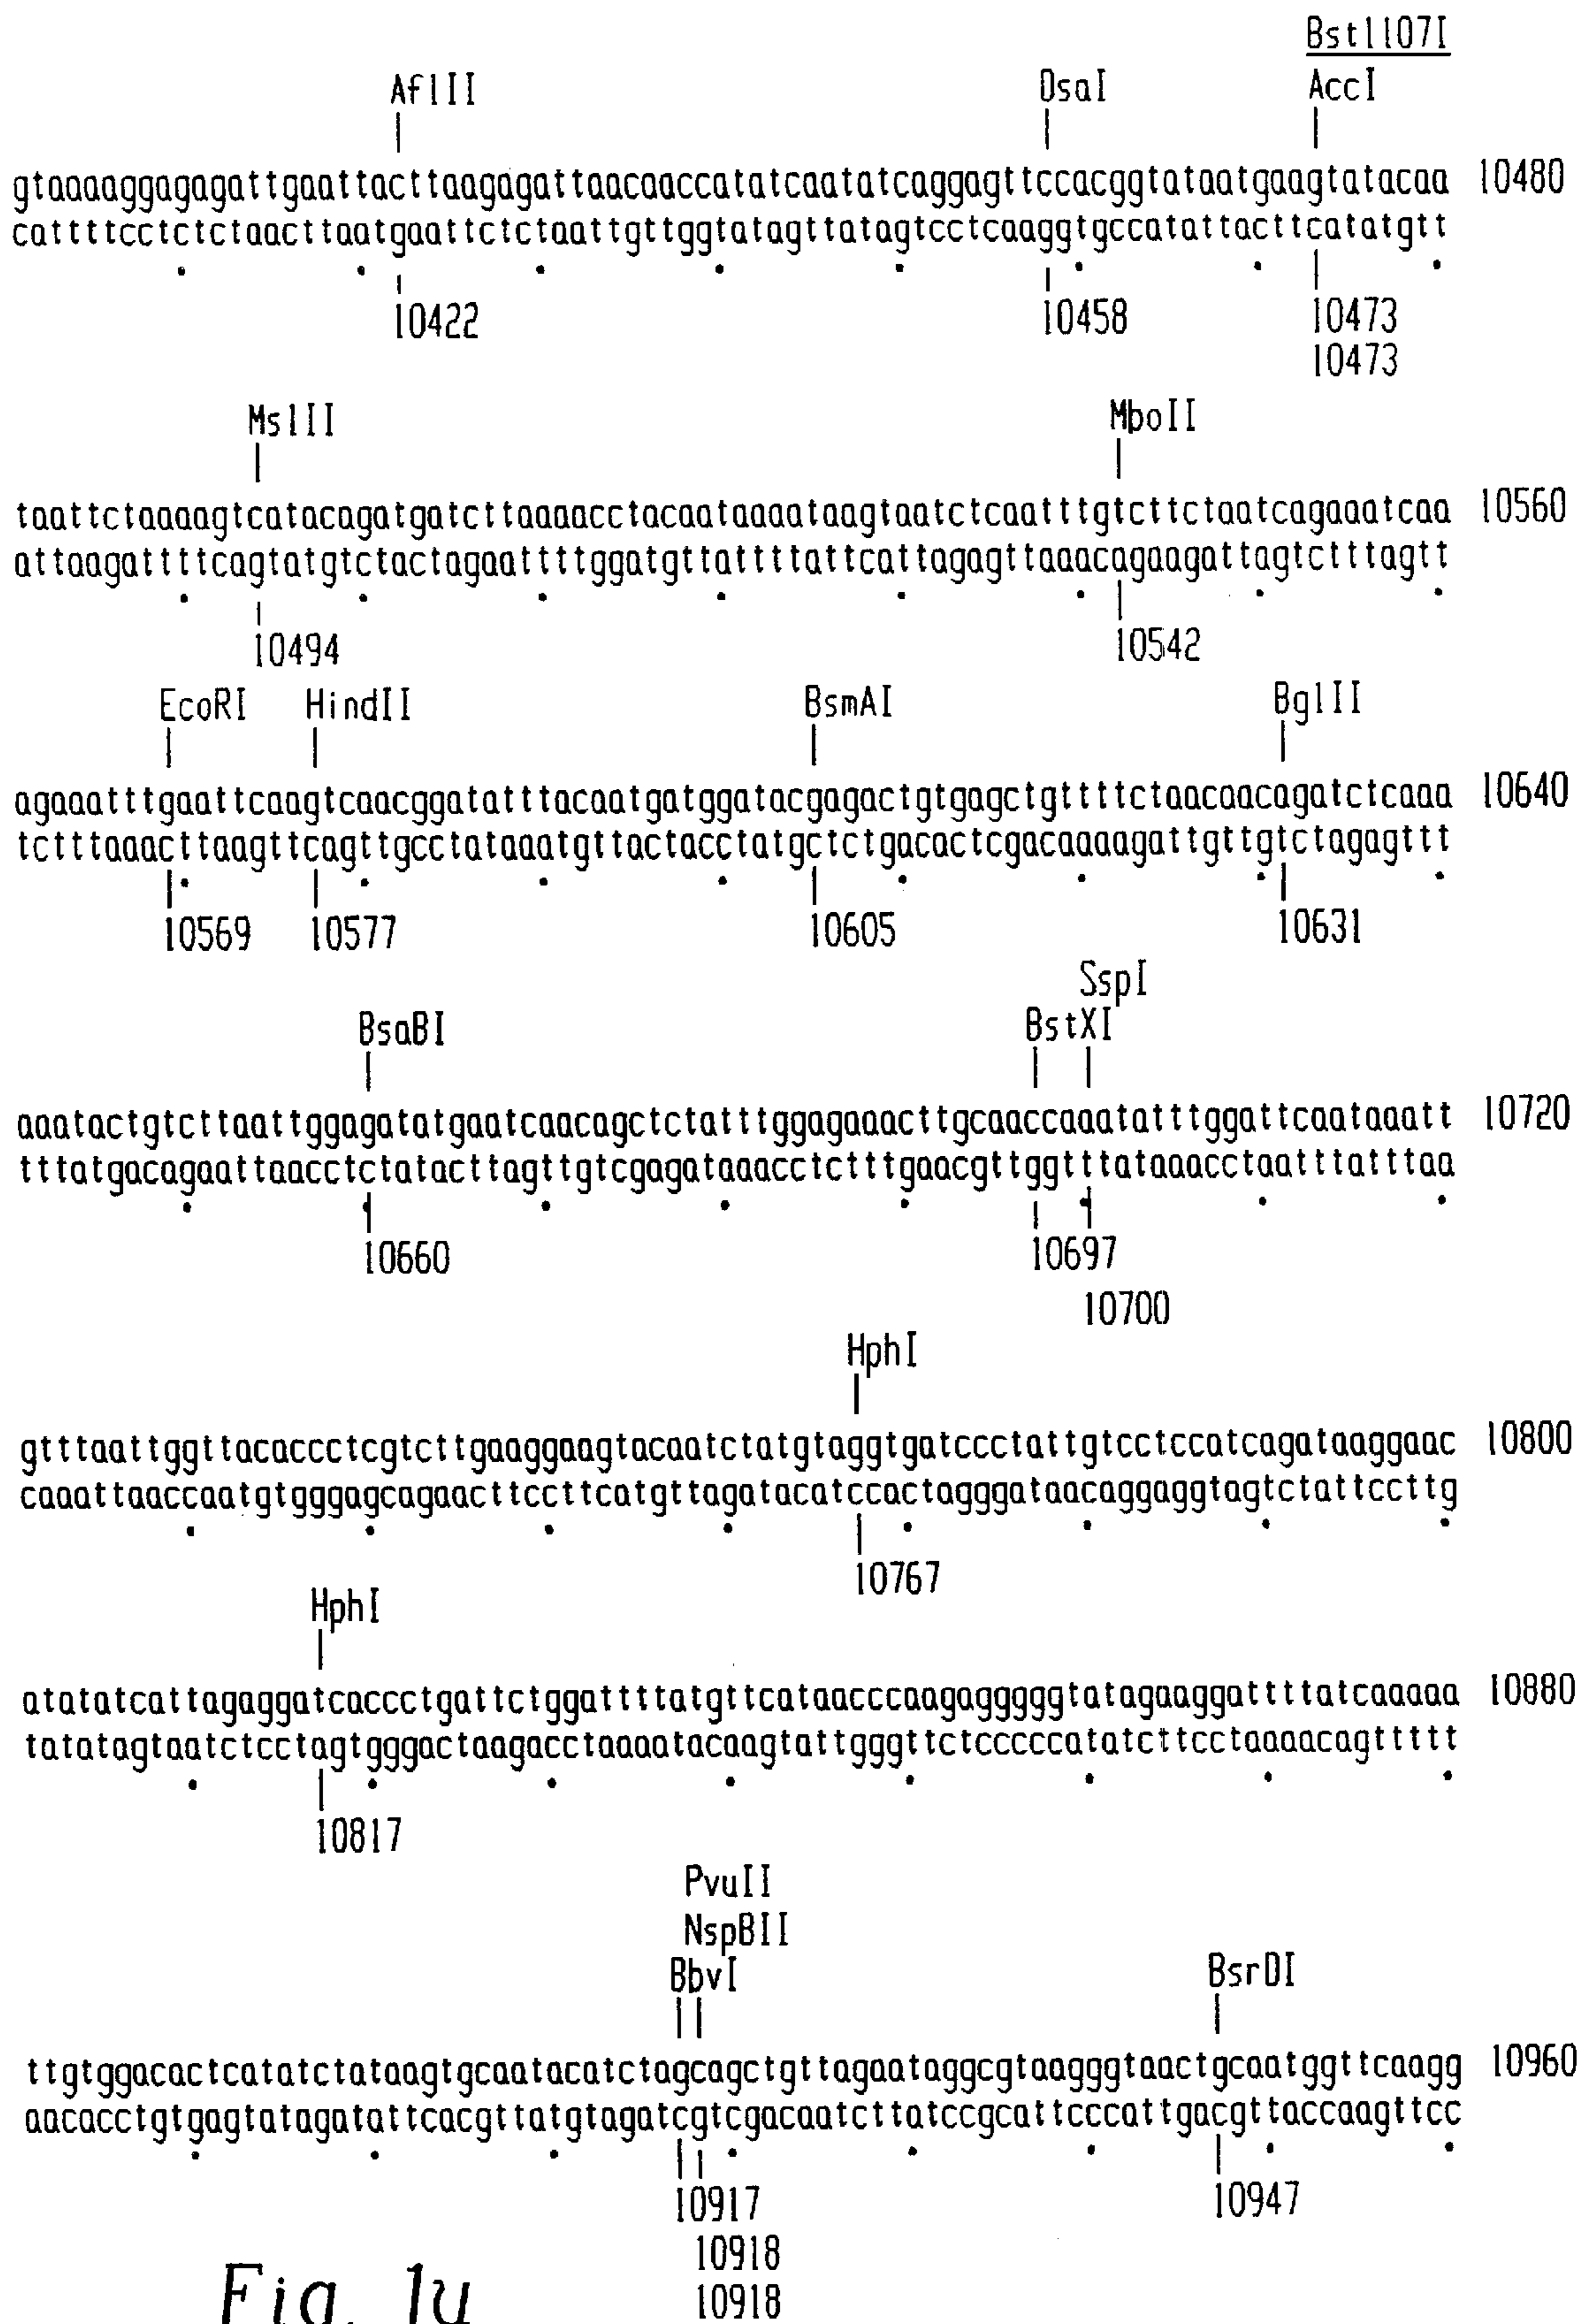 Bst1107I
AflII DsaI AccI
gtaaaaggagagattgaattacttaagagattaacaaccatatcaatatcaggagttccacggtataatgaagtatacaa 10480
cattttcctctctaacttaatgaattctctaattgttggtatagttatagtcctcaaggtgccatattacttcatatgtt
10422 10458 10473
10473
MslII MboII
taattctaaaagtcatacagatgatcttaaaacctacaataaaataagtaatctcaatttgtcttctaatcagaaatcaa 10560
attaagattttcagtatgtctactagaattttggatgttattttattcattagagttaaacagaagattagtctttagtt
10494 10542
EcoRI HindII BsmAI BglII
agaaatttgaattcaagtcaacggatatttacaatgatggatacgagactgtgagctgttttctaacaacagatctcaaa 10640
tctttaaacttaagttcagttgcctataaatgttactacctatgctctgacactcgacaaaagattgttgtctagagttt
10569 10577 10605 10631
SspI
BsaBI BstXI
aaatactgtcttaattggagatatgaatcaacagctctatttggagaaacttgcaaccaaatatttggattcaataaatt 10720
tttatgacagaattaacctctatacttagttgtcgagataaacctctttgaacgttggtttataaacctaatttatttaa
10660 10697
10700
HphI
gtttaattggttacaccctcgtcttgaaggaagtacaatctatgtaggtgatccctattgtcctccatcagataaggaac 10800
caaattaaccaatgtgggagcagaacttccttcatgttagatacatccactagggataacaggaggtagtctattccttg
10767
HphI
atatatcattagaggatcaccctgattctggattttatgttcataacccaagagggggtatagaaggattttatcaaaaa 10880
tatatagtaatctcctagtgggactaagacctaaaatacaagtattgggttctcccccatatcttcctaaaacagttttt
10817
PvuII
NspBII
BbvI BsrDI
ttgtggacactcatatctataagtgcaatacatctagcagctgttagaataggcgtaagggtaactgcaatggttcaagg 10960
aacacctgtgagtatagatattcacgttatgtagatcgtcgacaatcttatccgcattcccattgacgttaccaagttcc
10917 10947
10918
10918
Fig. 1u